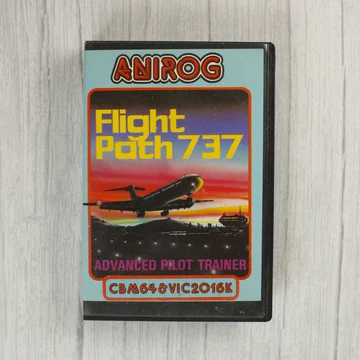 ANIROG
Flight
Path 737
ADVANCED PILOT TRAINER
CBM64&VIC2016K